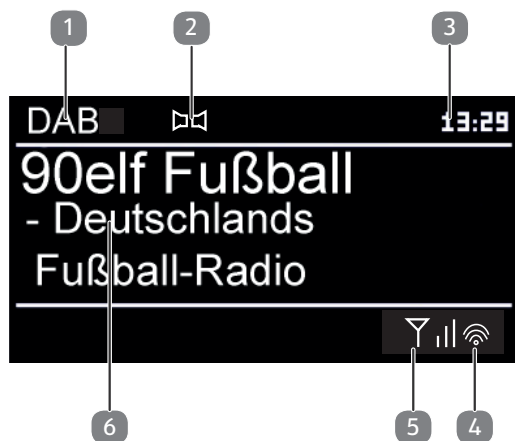 1 2 3
DAB 13:29
90elf Fußball
- Deutschlands
Fußball-Radio
6 5 4